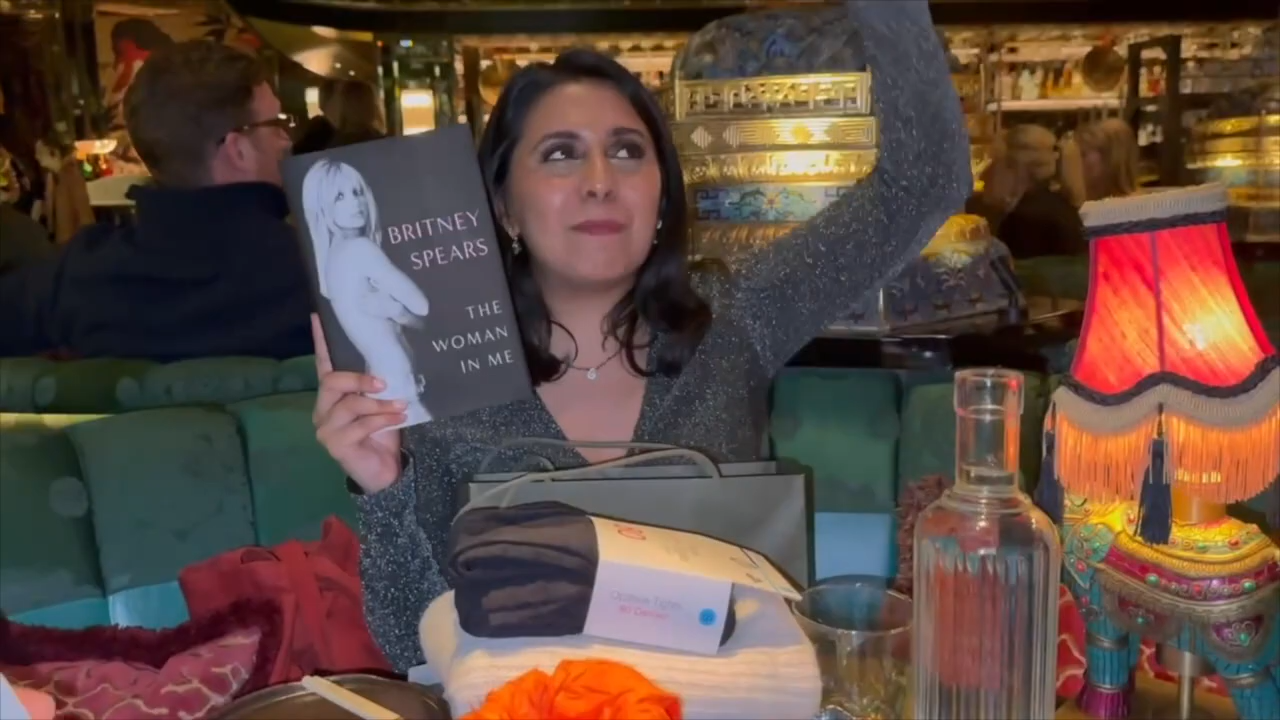 BRITNEY
SPEARS
THE
WOMAN
IN ME
Opaque Tights
80 Denier